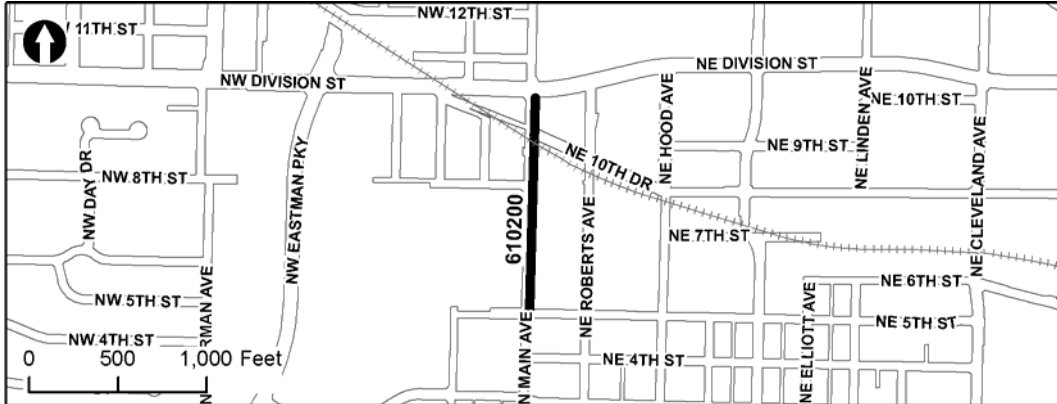 NW 12TH ST
11TH ST
NW DIVISION ST
NE DIVISION ST
NE 10TH ST
NE HOOD AVE
NE LINDEN AVE
NE CLEVELAND AVE
NE 9TH ST
NE 10TH DR
NW DAY DR
NW 8TH ST
NW EASTMAN PKY
610200
NE ROBERTS AVE
NE 7TH ST
NE 6TH ST
NW 5TH ST
NE 5TH ST
NW 4TH ST
RMAN AVE
N MAIN AVE
NE 4TH ST
NE ELLIOTT AVE
N
0 500 1,000 Feet